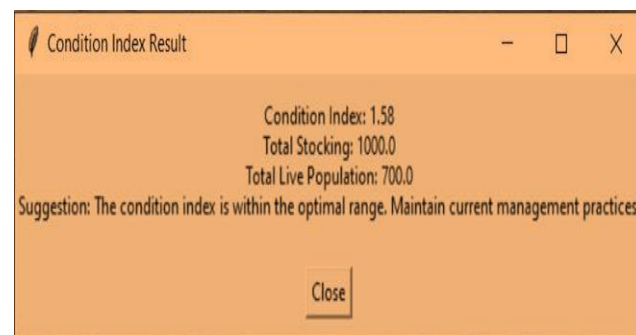 Condition Index Result
Condition Index: 1.58
Total Stocking: 1000.0
Total Live Population: 700.0
Suggestion: The condition index is within the optimal range. Maintain current management practices
Close